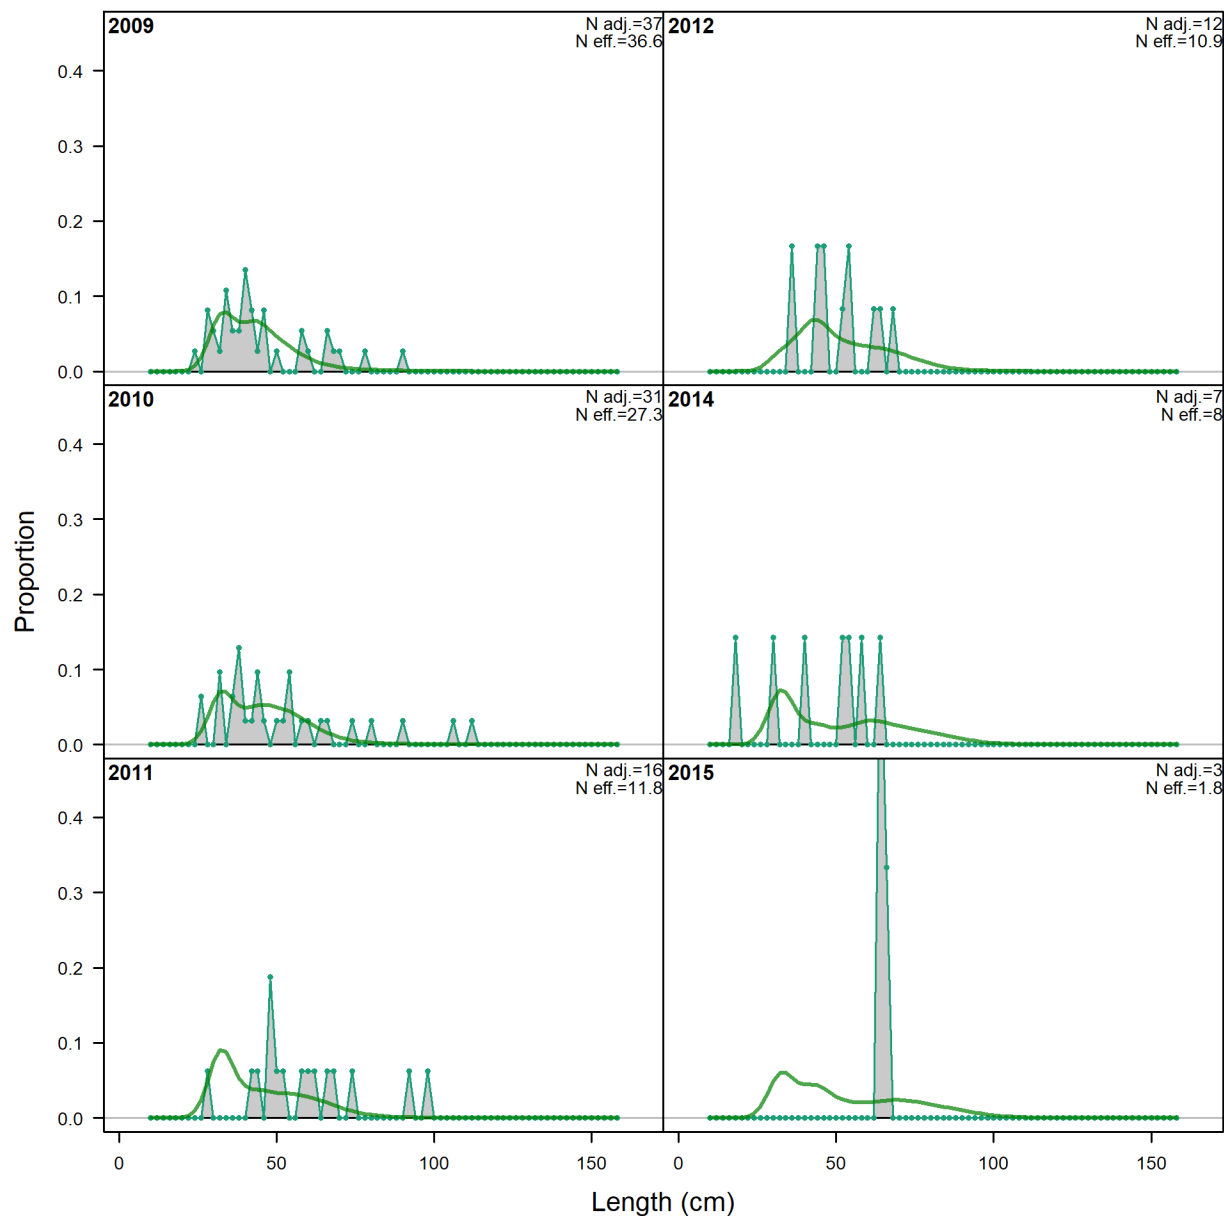 2009
N adj.=37
N eff.=36.6
0.4
0.3
0.2
0.1
0.0
2012
N adj.=12
N eff.=10.9
2010
N adj.=31
N eff.=27.3
0.4
0.3
0.2
0.1
0.0
2014
N adj.=7
N eff.=8
2011
N adj.=16
N eff.=11.8
0.4
0.3
0.2
0.1
0.0
2015
N adj.=3
N eff.=1.8
Proportion
0 50 100 150
0 50 100 150
Length (cm)